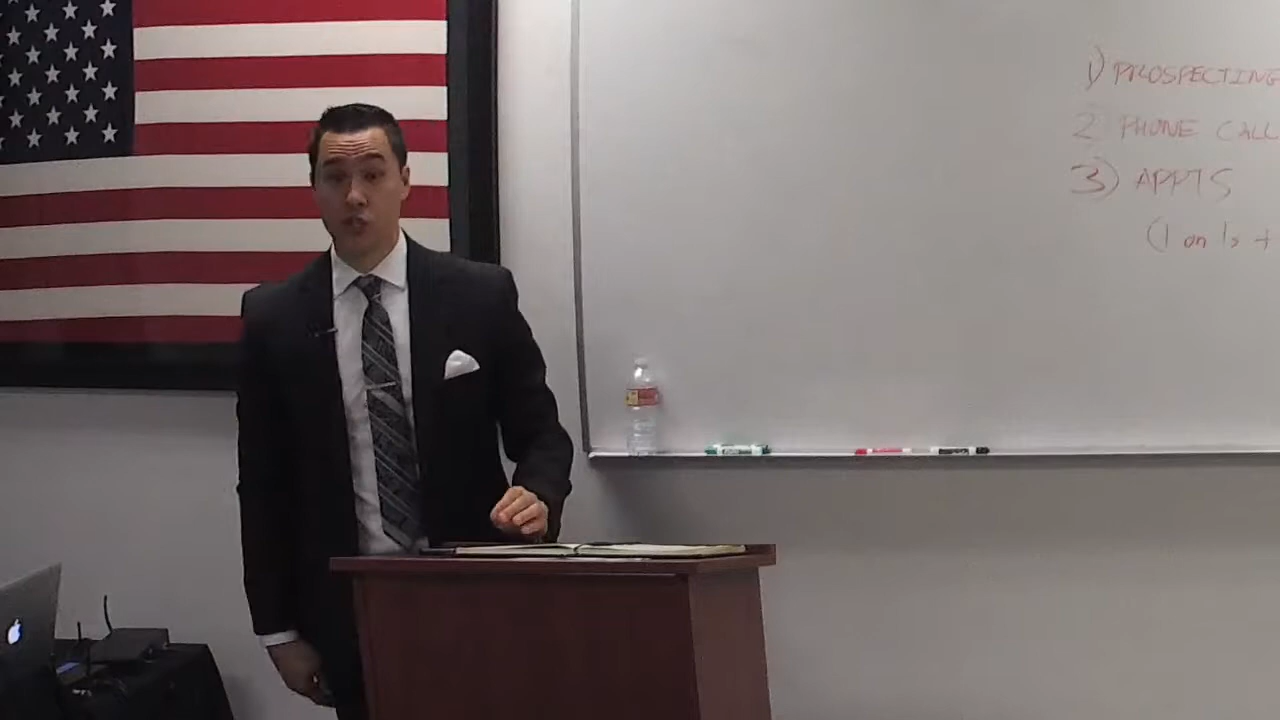 1) PROSPECTING
2) PHONE CALL
3) APPTS
(1 on 1s +